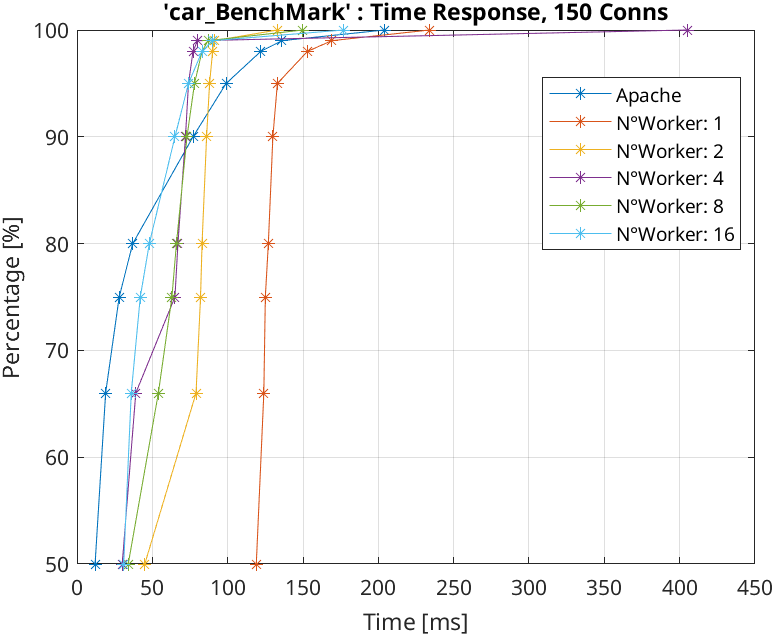 'car_BenchMark' : Time Response, 150 Conns
100
90
80
70
60
50
Percentage [%]
Apache
N°Worker: 1
N°Worker: 2
N°Worker: 4
N°Worker: 8
N°Worker: 16
0
50
100
150
200
250
300
350
400
450
Time [ms]